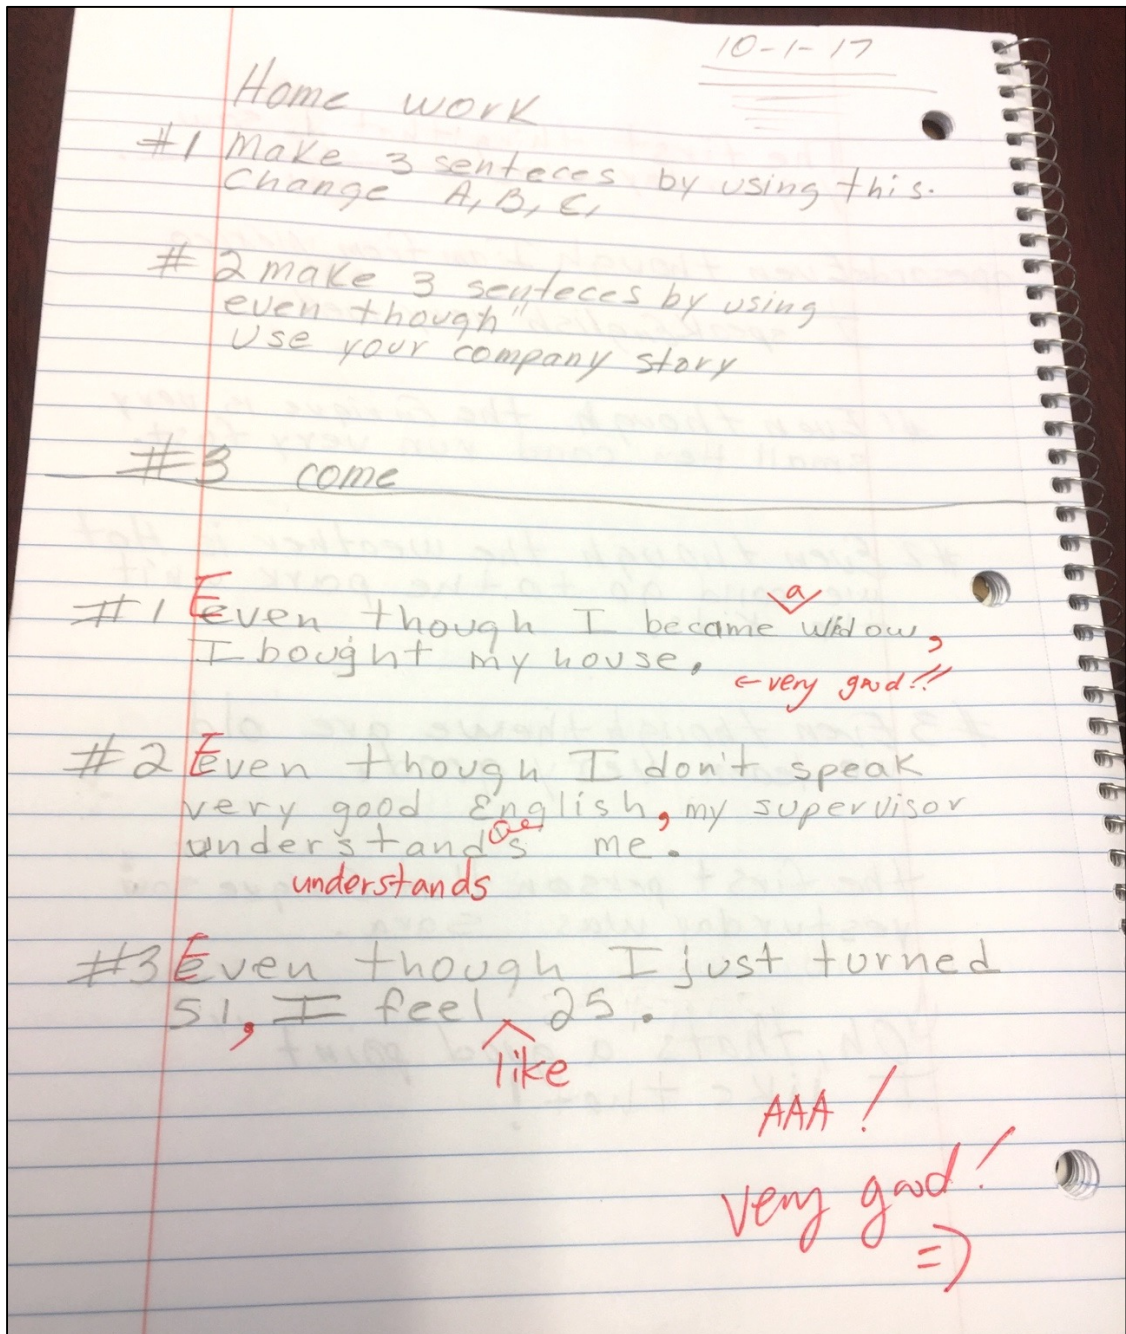 10-1-17
Home work
#1 Make 3 senteces by using this.
Change A, B, C,
# 2 make 3 senteces by using
even though"
Use your company story
#3 come
a
#1 Eeven though I became widow,
I bought my house.
← very good!!
#2 Even though I don't speak
very good English, my supervisor
understand's me.
understands
#3 Even though I just turned
51, I feel 25.
like
AAA!
very good!
=)